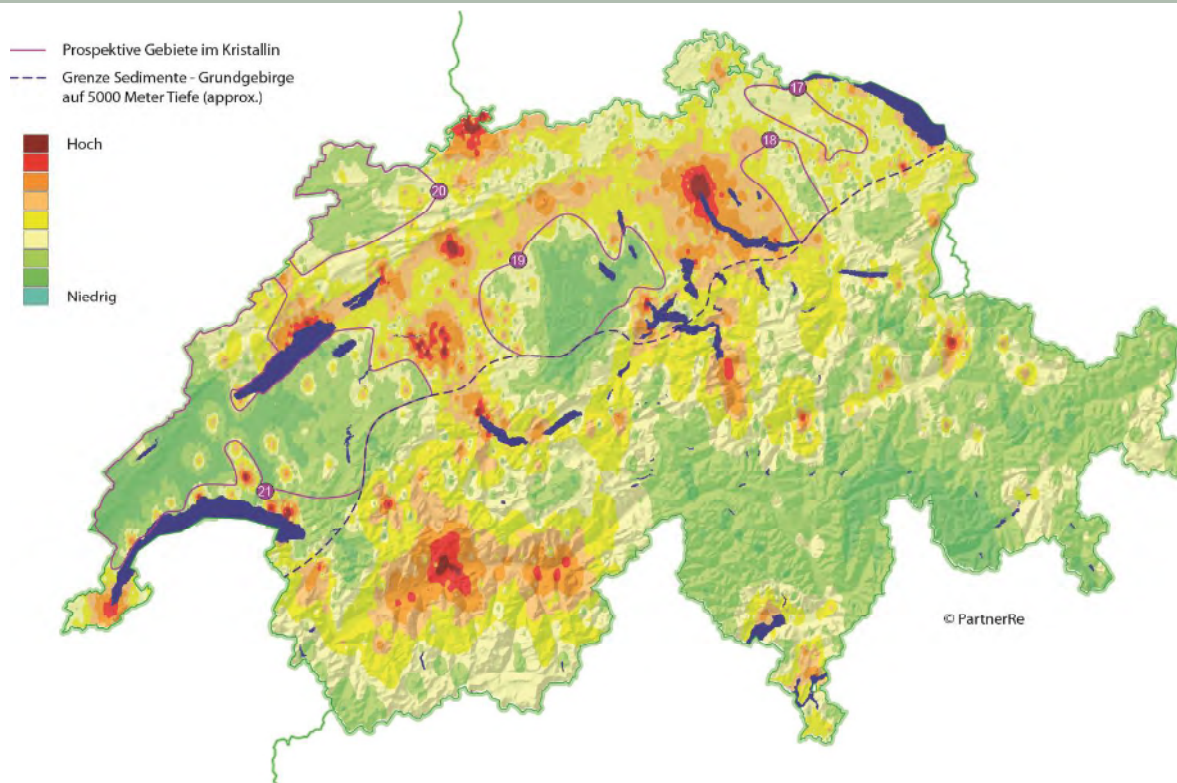 Prospektive Gebiete im Kristallin
Grenze Sedimente - Grundgebirge
auf 5000 Meter Tiefe (approx.)
Hoch
Niedrig
17
18
20
19
21
© PartnerRe